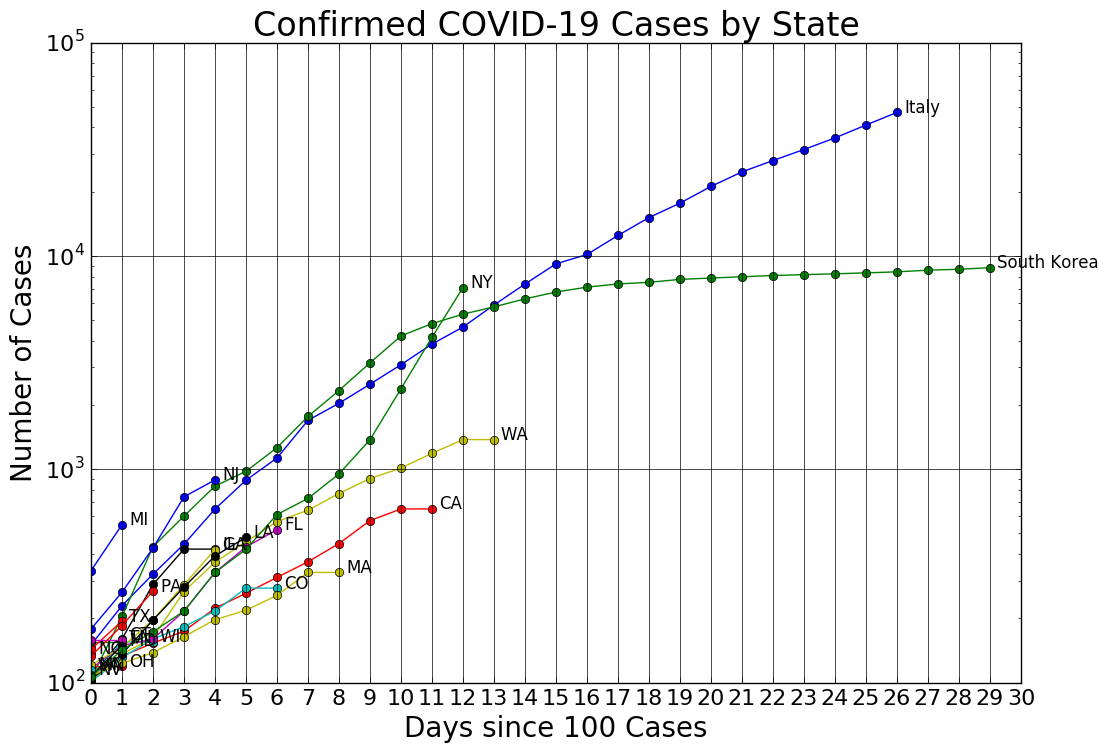 Confirmed COVID-19 Cases by State
Number of Cases
10^5
10^4
10^3
10^2
Italy
South Korea
NY
WA
NJ
MI
CA
FL
LA
MA
CO
PA
TX
WI
OH
0 1 2 3 4 5 6 7 8 9 10 11 12 13 14 15 16 17 18 19 20 21 22 23 24 25 26 27 28 29 30
Days since 100 Cases